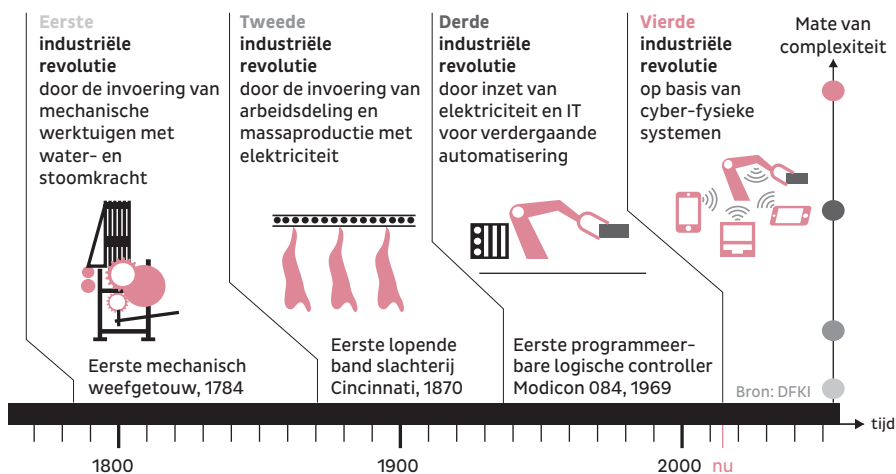 Eerste
industriële
revolutie
door de invoering van
mechanische
werktuigen met
water- en
stoomkracht
Tweede
industriële
revolutie
door de invoering van
arbeidsdeling en
massaproductie met
elektriciteit
Derde
industriële
revolutie
door inzet van
elektriciteit en IT
voor verdergaande
automatisering
Vierde
industriële
revolutie
op basis van
cyber-fysieke
systemen
Mate van
complexiteit
Eerste mechanisch
weefgetouw, 1784
Eerste lopende
band slachterij
Cincinnati, 1870
Eerste programmeer-
bare logische controller
Modicon 084, 1969
Bron: DFKI
tijd
1800
1900
2000
nu